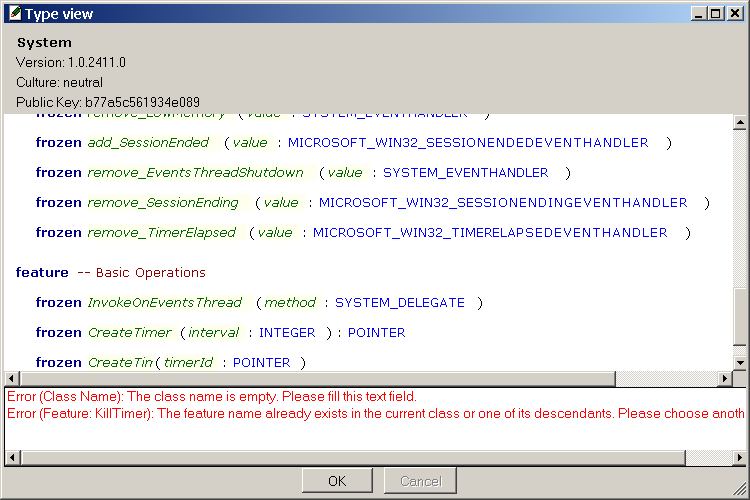 Type view
System
Version: 1.0.2411.0
Culture: neutral
Public Key: b77a5c561934e089
frozen remove_LowMemory (value : SYSTEM_EVENTHANDLER )
frozen add_SessionEnded (value : MICROSOFT_WIN32_SESSIONENDEDEVENTHANDLER )
frozen remove_EventsThreadShutdown (value : SYSTEM_EVENTHANDLER )
frozen remove_SessionEnding (value : MICROSOFT_WIN32_SESSIONENDINGEVENTHANDLER )
frozen remove_TimerElapsed (value : MICROSOFT_WIN32_TIMERELAPSEDEVENTHANDLER )
feature -- Basic Operations
frozen InvokeOnEventsThread (method : SYSTEM_DELEGATE )
frozen CreateTimer (interval : INTEGER ): POINTER
frozen CreateTin(timerId : POINTER )
Error (Class Name): The class name is empty. Please fill this text field.
Error (Feature: KillTimer): The feature name already exists in the current class or one of its descendants. Please choose anoth
OK Cancel